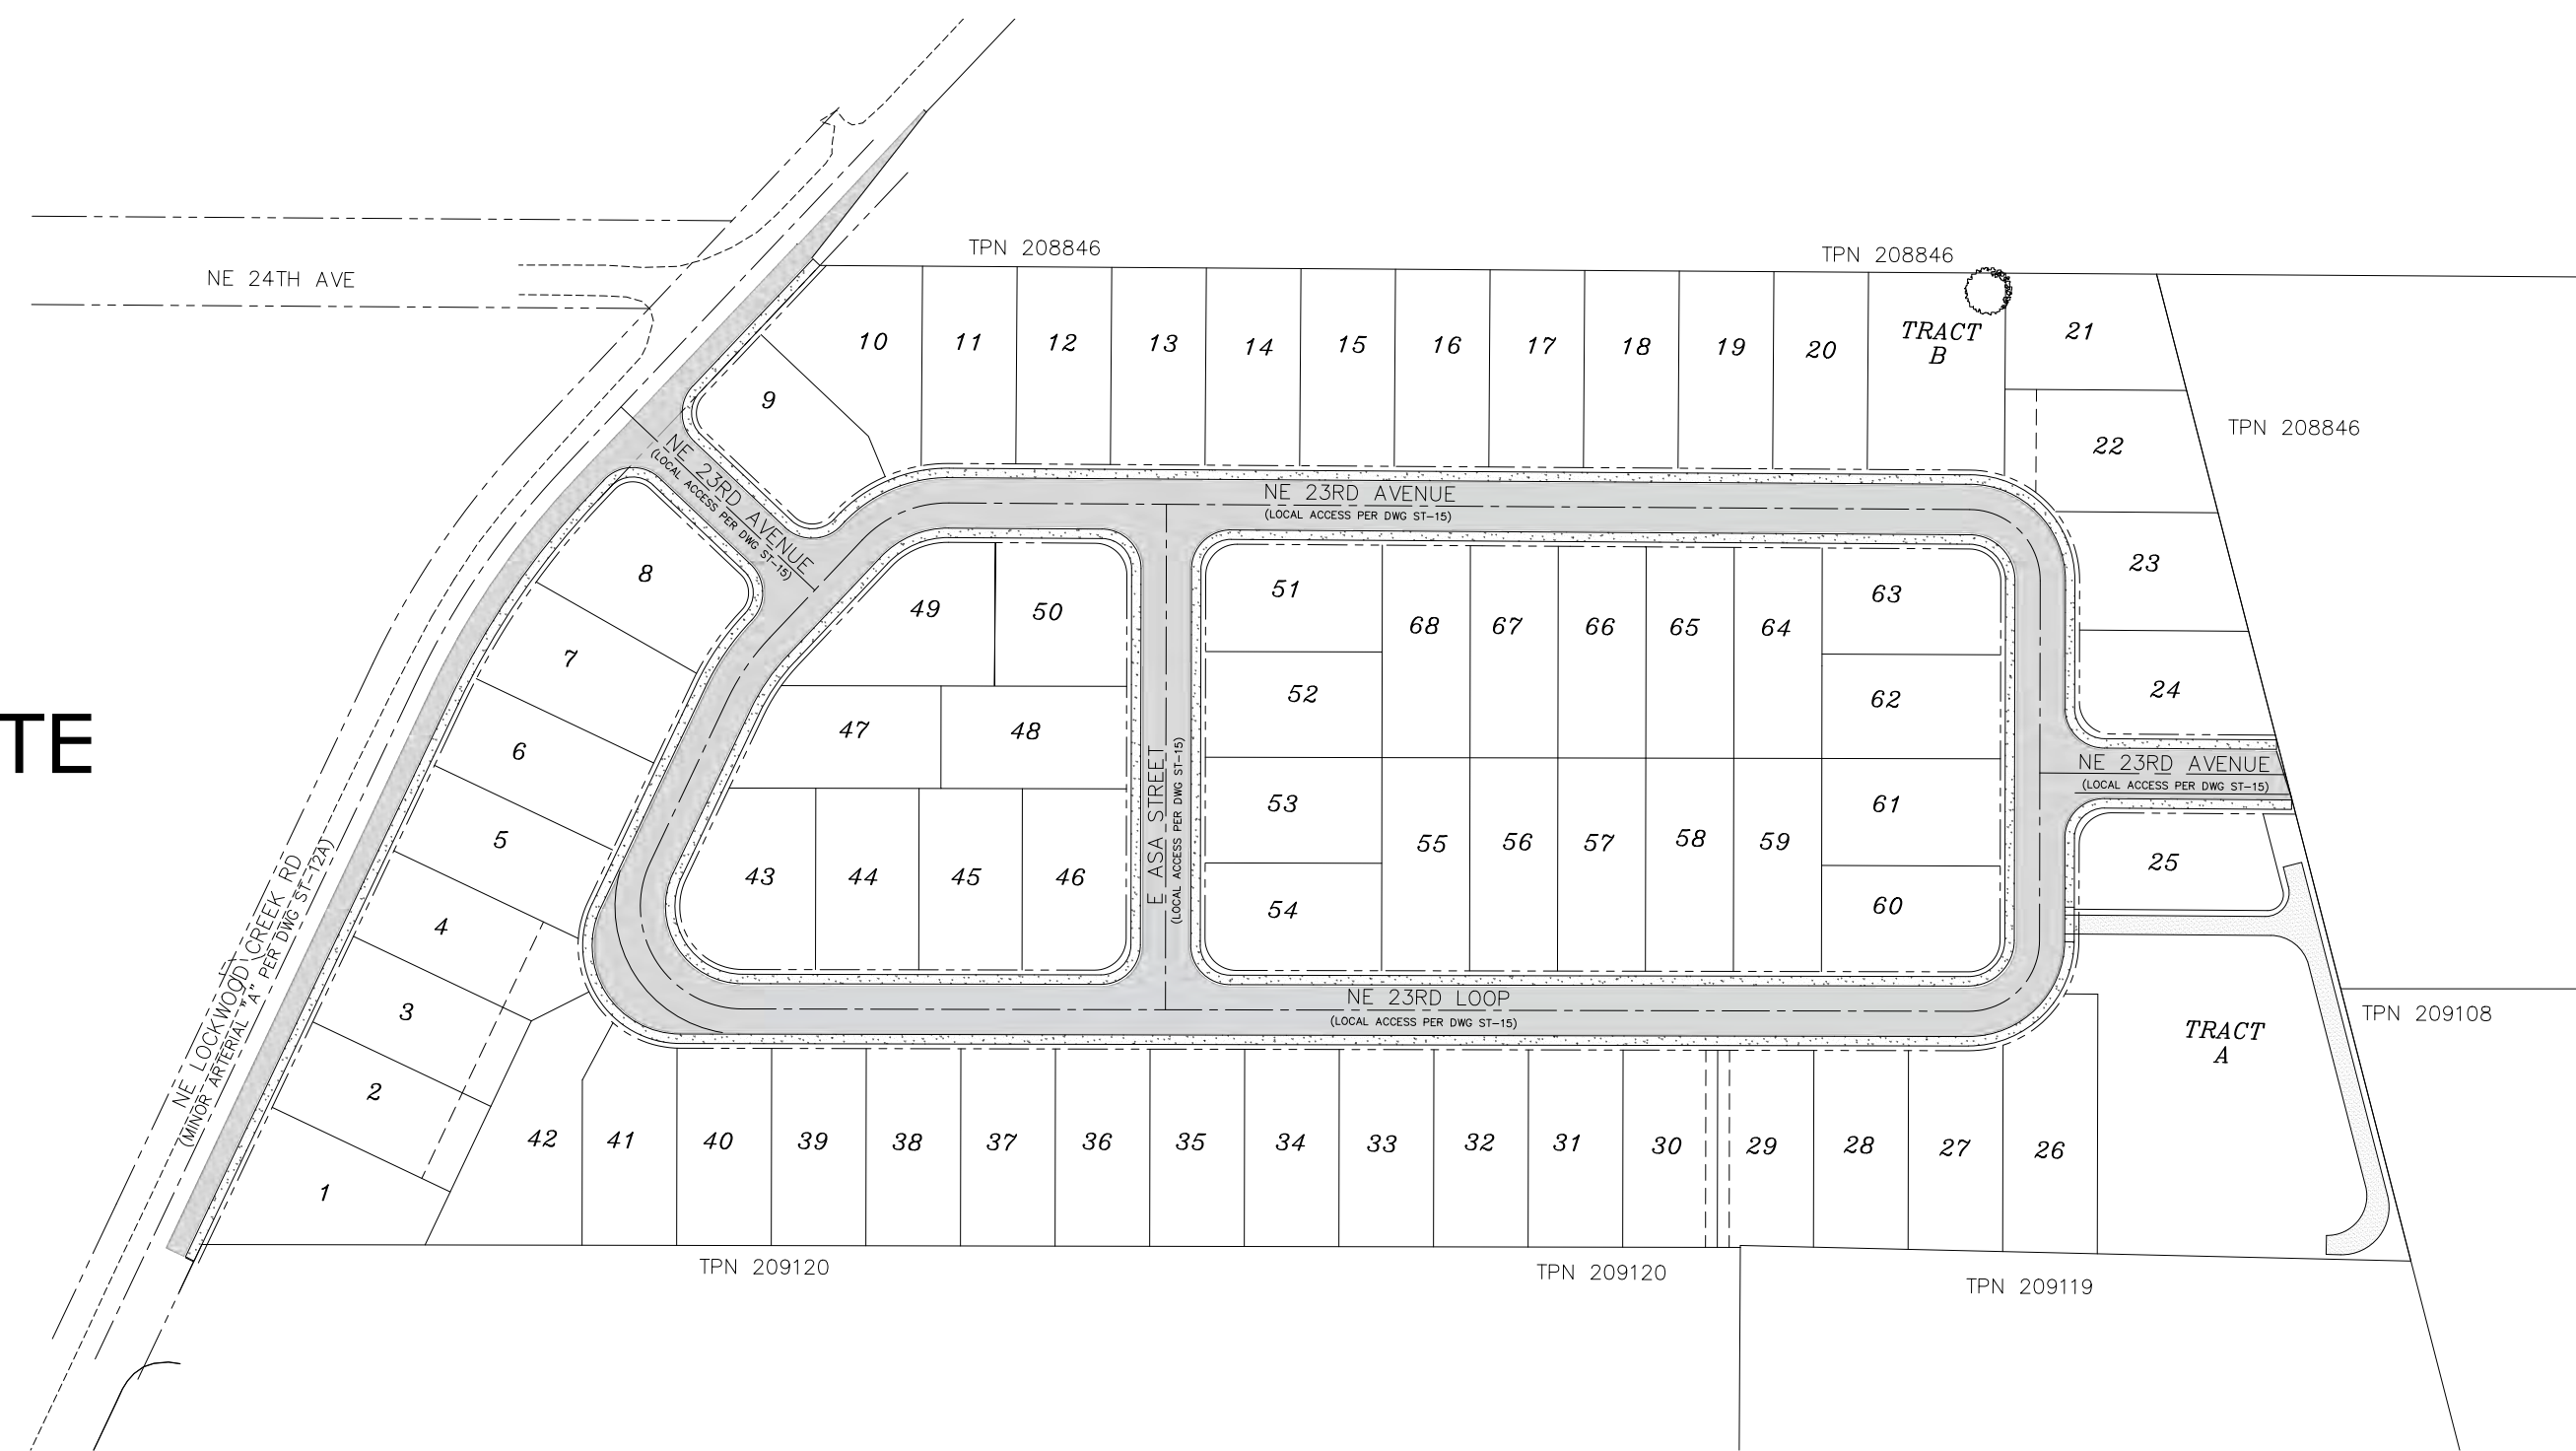 TPN 208846
TPN 208846
NE 24TH AVE
10
11
12
13
14
15
16
17
18
19
20
TRACT
B
21
9
TPN 208846
22
NE 23RD AVENUE
(LOCAL ACCESS PER DWG ST-15)
NE 23RD AVENUE
(LOCAL ACCESS PER DWG ST-15)
8
23
49
50
51
68
67
66
65
64
63
7
24
52
62
TE
6
47
48
NE 23RD AVENUE
(LOCAL ACCESS PER DWG ST-15)
E ASA STREET
(LOCAL ACCESS PER DWG ST-15)
53
61
5
55
56
57
58
59
25
43
44
45
46
54
60
4
NE LOCKWOOD CREEK RD
(MINOR ARTERIAL "A" PER DWG ST-12A)
NE 23RD LOOP
(LOCAL ACCESS PER DWG ST-15)
3
TPN 209108
TRACT
A
2
42
41
40
39
38
37
36
35
34
33
32
31
30
29
28
27
26
1
TPN 209120
TPN 209120
TPN 209119